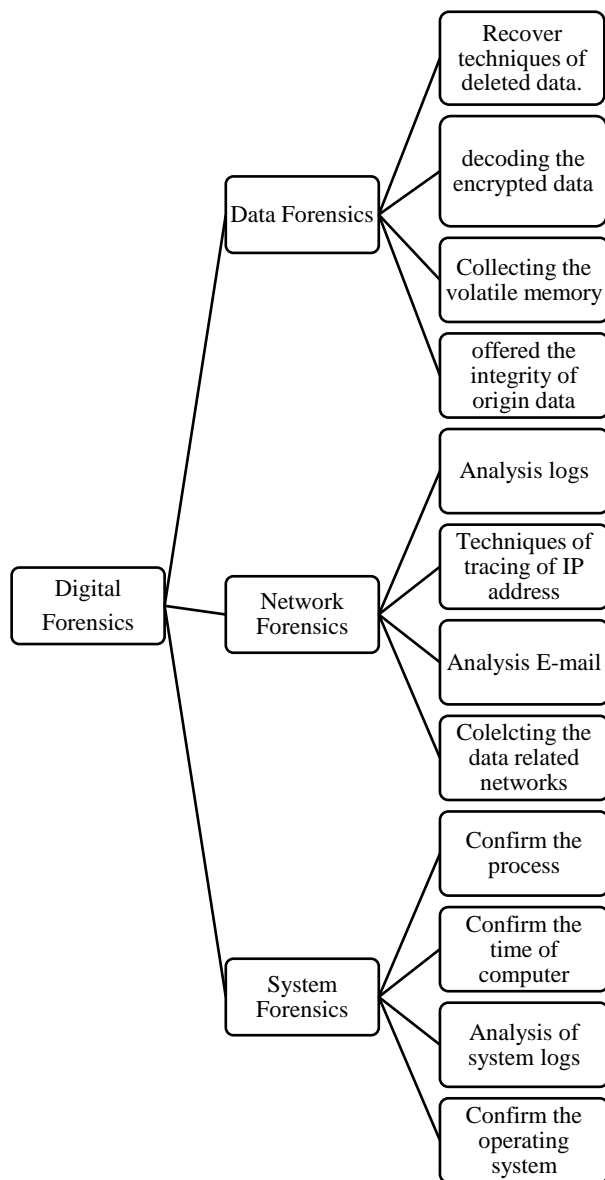 Digital
Forensics
Data Forensics
Recover
techniques of
deleted data.
decoding the
encrypted data
Collecting the
volatile memory
offered the
integrity of
origin data
Network
Forensics
Analysis logs
Techniques of
tracing of IP
address
Analysis E-mail
Colelcting the
data related
networks
System
Forensics
Confirm the
process
Confirm the
time of
computer
Analysis of
system logs
Confirm the
operating
system